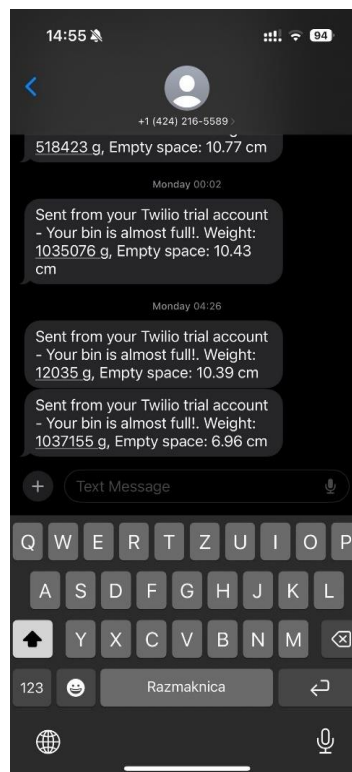 14:55
94
+1 (424) 216-5589
518423 g, Empty space: 10.77 cm
Monday 00:02
Sent from your Twilio trial account
- Your bin is almost full!. Weight:
1035076 g, Empty space: 10.43
cm
Monday 04:26
Sent from your Twilio trial account
- Your bin is almost full!. Weight:
12035 g, Empty space: 10.39 cm
Sent from your Twilio trial account
- Your bin is almost full!. Weight:
1037155 g, Empty space: 6.96 cm
Text Message
Q W E R T Z U I O P
A S D F G H J K L
Y X C V B N M
123 Razmaknica